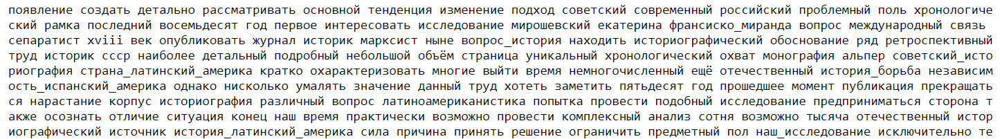 появление создать детально рассматривать основной тенденция изменение подход советский современный российский проблемный поль хронологиче
ский рамка последний восемьдесят год первое интересовать исследование мирошевский екатерина франсиско_миранда вопрос международный связь
сепаратист xviii век опубликовать журнал историк марксист ныне вопрос_история находить историографический обоснование ряд ретроспективный
труд историк ссср наиболее детальный подробный небольшой объём страница уникальный хронологический охват монография альпер советский_исто
риография страна_латинский_америка кратко охарактеризовать многие выйти время немногочисленный ещё отечественный история_борьба независим
ость_испанский_америка однако нисколько умалять значение данный труд хотеть заметить пятьдесят год прошедшее момент публикация прекращать
ся нарастание корпус историография различный вопрос латиноамериканистика попытка провести подобный исследование предприниматься сторона т
акже осознать отличие ситуация конец наш время практически возможно провести комплексный анализ сотня возможно тысяча отечественный истор
иографический источник история_латинский_америка сила причина принять решение ограничить предметный пол наш_исследование исключительно те